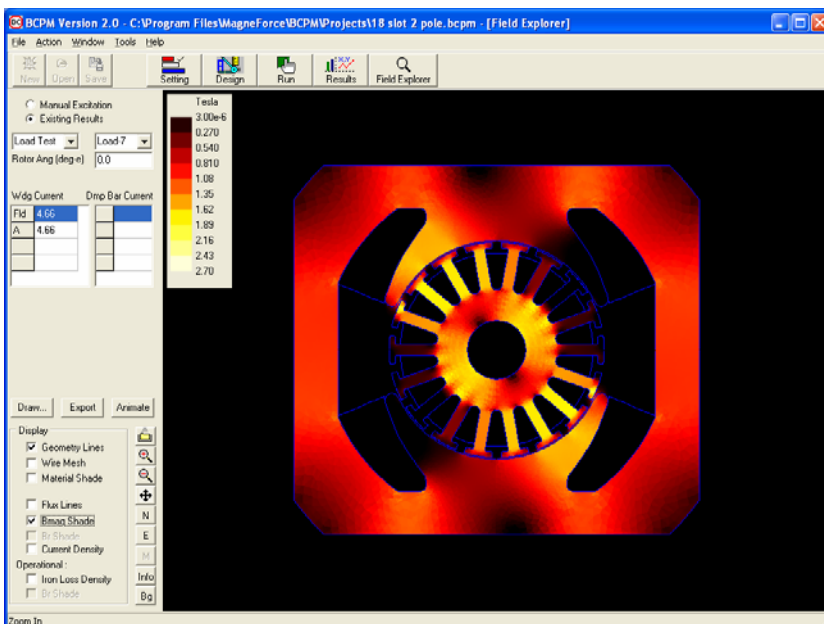 BCPM Version 2.0 - C:\Program Files\MagneForce\BCPM\Projects\18 slot 2 pole.bcpm - [Field Explorer]
File Action Window Tools Help
New Open Save Setting Design Run Results Field Explorer
Manual Excitation
Existing Results
Load Test Load-7
Rotor Ang (deg-e) 0.0
Wdg Current Dmp Bar Current
Fld 4.66
A 4.66
Tesla
3.00e-6
0.270
0.540
0.810
1.08
1.35
1.62
1.89
2.16
2.43
2.70
Draw... Export Animate
Display
Geometry Lines
Wire Mesh
Material Shade
Flux Lines
N
Bmag Shade
Br Shade
E
Current Density
M
Operational :
Iron Loss Density
Info
Br Shade
Bg
Zoom In